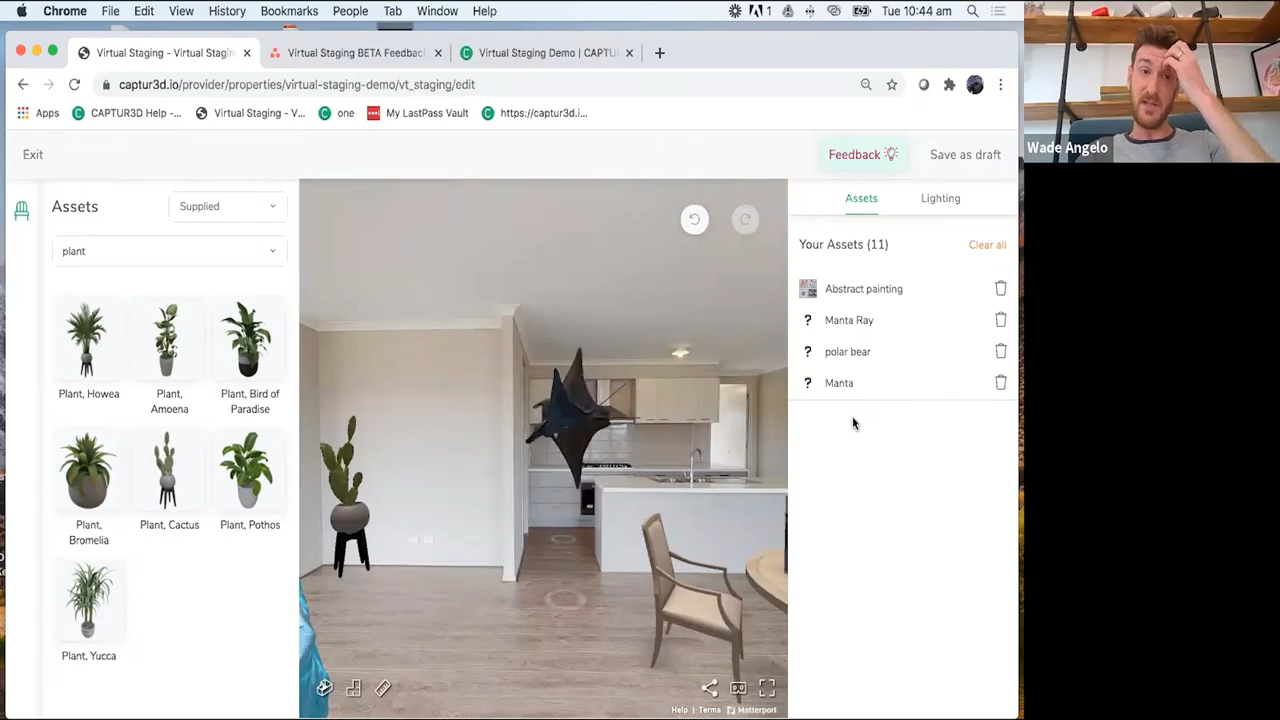 Chrome File Edit View History Bookmarks People Tab Window Help 1 Tue 10:44 am
Virtual Staging - Virtual Stagin Virtual Staging BETA Feedback Virtual Staging Demo | CAPTU
captur3d.io/provider/properties/virtual-staging-demo/vt_staging/edit
Apps CAPTUR3D Help -... Virtual Staging - V... one My LastPass Vault https://captur3d.i...
Wade Angelo
Exit Feedback Save as draft
Assets Supplied
plant
Plant, Howea
Plant, Amoena
Plant, Bird of Paradise
Plant, Bromelia
Plant, Cactus
Plant, Pothos
Plant, Yucca
Help | Terms | Matterport
Assets Lighting
Your Assets (11) Clear all
Abstract painting
? Manta Ray
? polar bear
? Manta